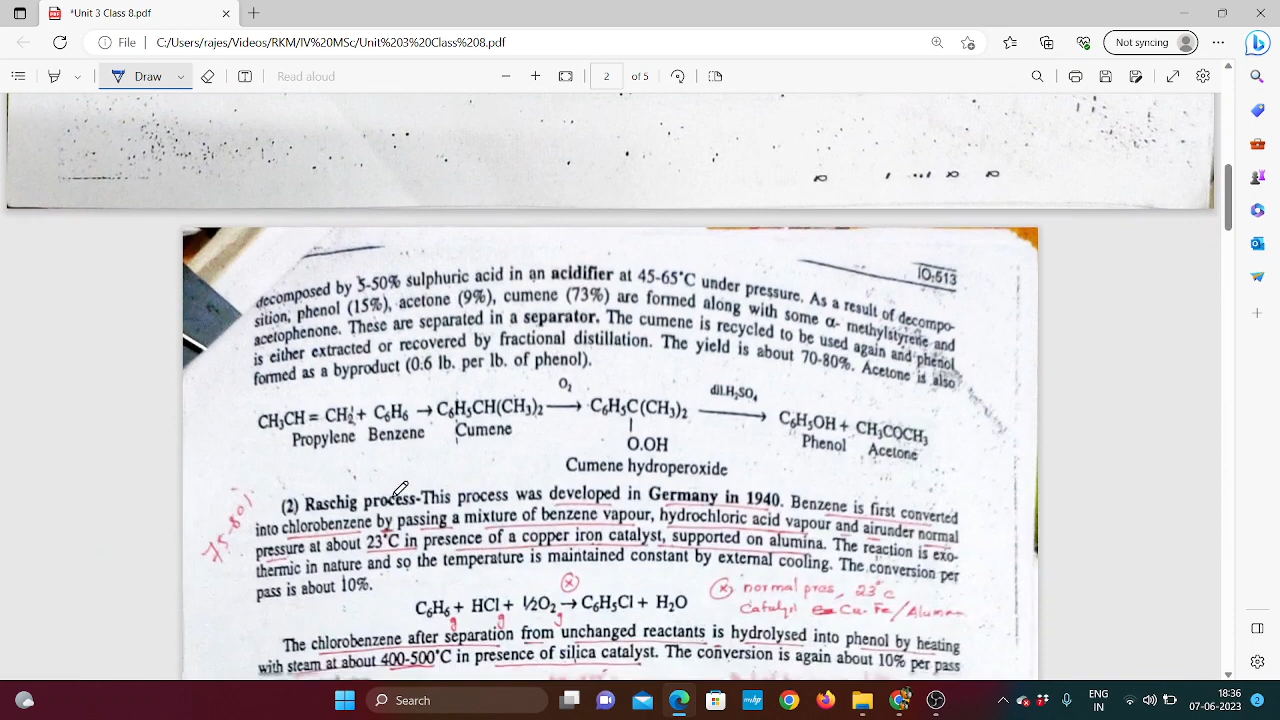 *Unit 3 Class 8.pdf
File
C:/Users/rajes/Videos/RKM/IV%20MSc/Unit%203%20Class%208.pdf
Not syncing
Draw
Read aloud
2 of 5
IO:513
decomposed by 5-50% sulphuric acid in an acidifier at 45-65°C under pressure. As a result of decompo-
sition, phenol (15%), acetone (9%), cumene (73%) are formed along with some α- methylstyrene and
acetophenone. These are separated in a separator. The cumene is recycled to be used again and phenol
is either extracted or recovered by fractional distillation. The yield is about 70-80%. Acetone is also
formed as a byproduct (0.6 lb. per lb. of phenol).
O₂
dil.H₂SO₄
CH₃CH = CH₂ + C₆H₆ → C₆H₅CH(CH₃)₂ → C₆H₅C(CH₃)₂ → C₆H₅OH + CH₃COCH₃
Propylene Benzene Cumene O.OH Phenol Acetone
Cumene hydroperoxide
75-80%
(2) Raschig process-This process was developed in Germany in 1940. Benzene is first converted
into chlorobenzene by passing a mixture of benzene vapour, hydrochloric acid vapour and airunder normal
pressure at about 23°C in presence of a copper iron catalyst, supported on alumina. The reaction is exo-
thermic in nature and so the temperature is maintained constant by external cooling. The conversion per
pass is about 10%.
C₆H₆ + HCl + ½O₂ → C₆H₅Cl + H₂O
g g g
normal pres, 23°C
Catalyst Cu-Fe/Alumina
The chlorobenzene after separation from unchanged reactants is hydrolysed into phenol by heating
with steam at about 400-500°C in presence of silica catalyst. The conversion is again about 10% per pass
Search
ENG
IN
18:36
07-06-2023
2